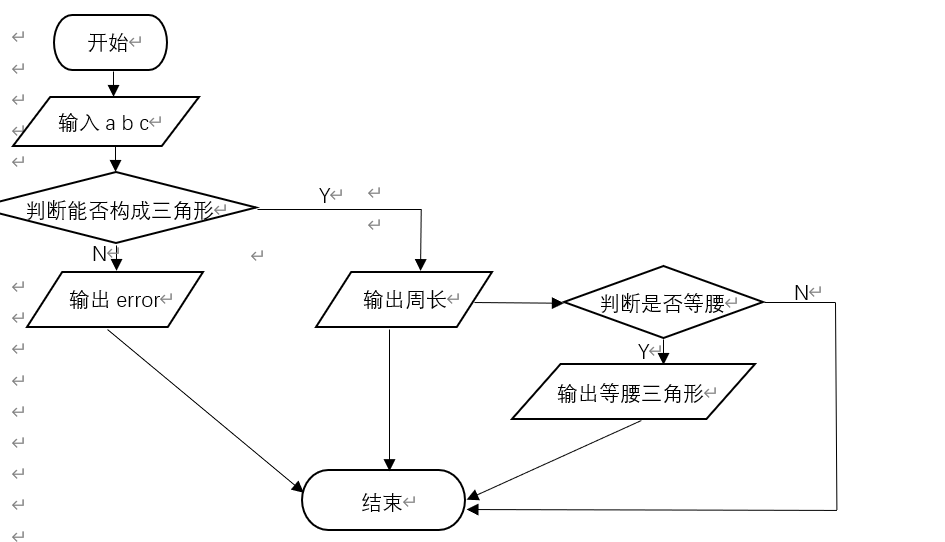 开始
输入 a b c
判断能否构成三角形
Y
N
输出 error
输出周长
判断是否等腰
N
Y
输出等腰三角形
结束